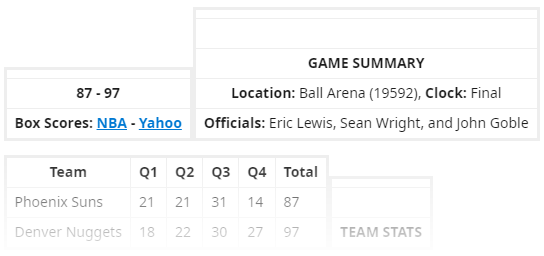 GAME SUMMARY
87 - 97
Location: Ball Arena (19592), Clock: Final
Box Scores: NBA - Yahoo
Officials: Eric Lewis, Sean Wright, and John Goble
Team Q1 Q2 Q3 Q4 Total
Phoenix Suns 21 21 31 14 87
Denver Nuggets 18 22 30 27 97
TEAM STATS